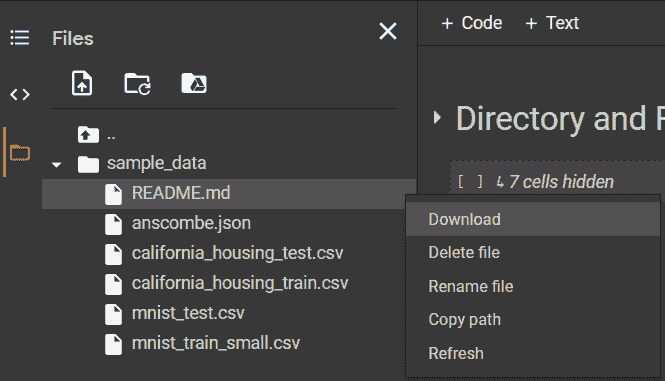 Files
+ Code + Text
..
sample_data
README.md
anscombe.json
california_housing_test.csv
california_housing_train.csv
mnist_test.csv
mnist_train_small.csv
Directory and
[ ] ↳ 7 cells hidden
Download
Delete file
Rename file
Copy path
Refresh